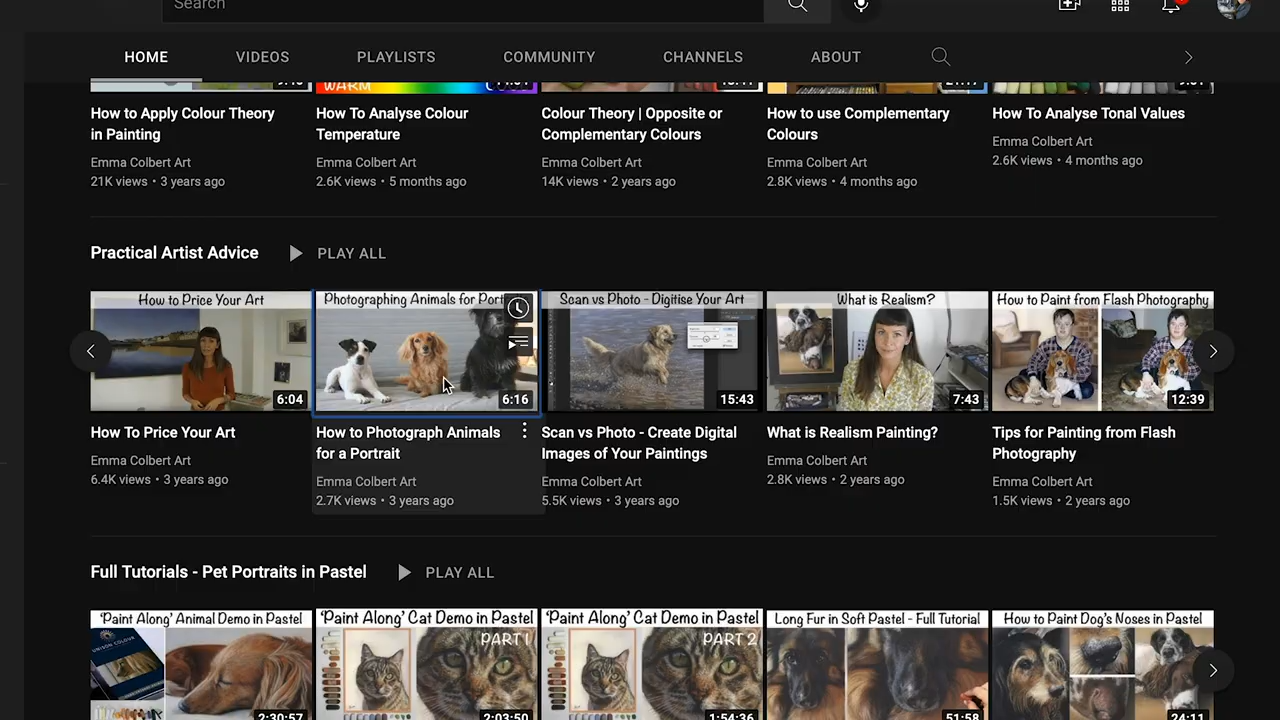 Search
HOME VIDEOS PLAYLISTS COMMUNITY CHANNELS ABOUT
WARM
How to Apply Colour Theory
in Painting
Emma Colbert Art
21K views • 3 years ago
How To Analyse Colour
Temperature
Emma Colbert Art
2.6K views • 5 months ago
Colour Theory | Opposite or
Complementary Colours
Emma Colbert Art
14K views • 2 years ago
How to use Complementary
Colours
Emma Colbert Art
2.8K views • 4 months ago
How To Analyse Tonal Values
Emma Colbert Art
2.6K views • 4 months ago
Practical Artist Advice PLAY ALL
How to Price Your Art
6:04
How To Price Your Art
Emma Colbert Art
6.4K views • 3 years ago
Photographing Animals for Port
6:16
How to Photograph Animals
for a Portrait
Emma Colbert Art
2.7K views • 3 years ago
Scan vs Photo - Digitise Your Art
15:43
Scan vs Photo - Create Digital
Images of Your Paintings
Emma Colbert Art
5.5K views • 3 years ago
What is Realism?
7:43
What is Realism Painting?
Emma Colbert Art
2.8K views • 2 years ago
How to Paint from Flash Photography
12:39
Tips for Painting from Flash
Photography
Emma Colbert Art
1.5K views • 2 years ago
Full Tutorials - Pet Portraits in Pastel PLAY ALL
'Paint Along' Animal Demo in Pastel
UNISON COLOUR
2:30:57
'Paint Along' Cat Demo in Pastel
PART 1
2:03:50
'Paint Along' Cat Demo in Pastel
PART 2
1:54:36
Long Fur in Soft Pastel - Full Tutorial
51:58
How to Paint Dog's Noses in Pastel
24:11